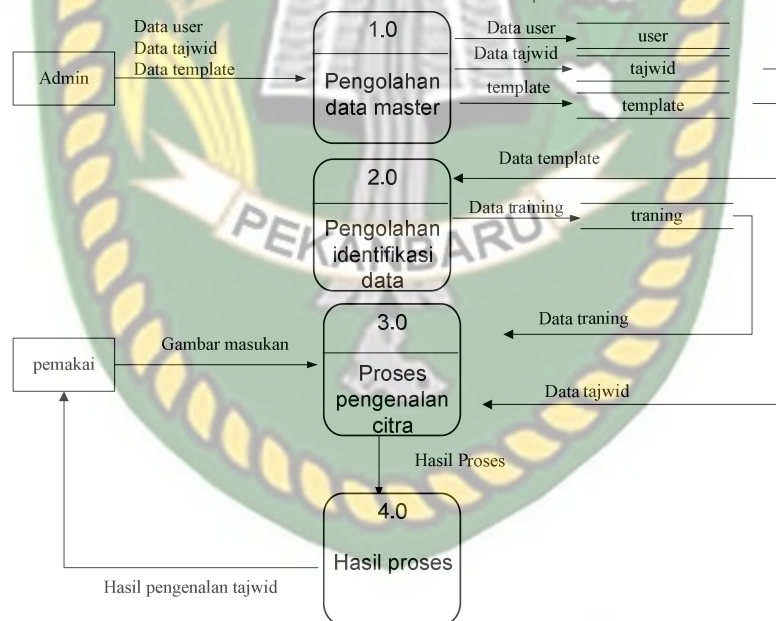 Data user
Data tajwid
Data template
Admin
1.0
Pengolahan
data master
Data user
user
Data tajwid
tajwid
template
template
2.0
Pengolahan
identifikasi
data
Data template
Data training
traning
PEKANBARU
3.0
Proses
pengenalan
citra
Data traning
pemakai
Gambar masukan
Data tajwid
Hasil Proses
4.0
Hasil proses
Hasil pengenalan tajwid